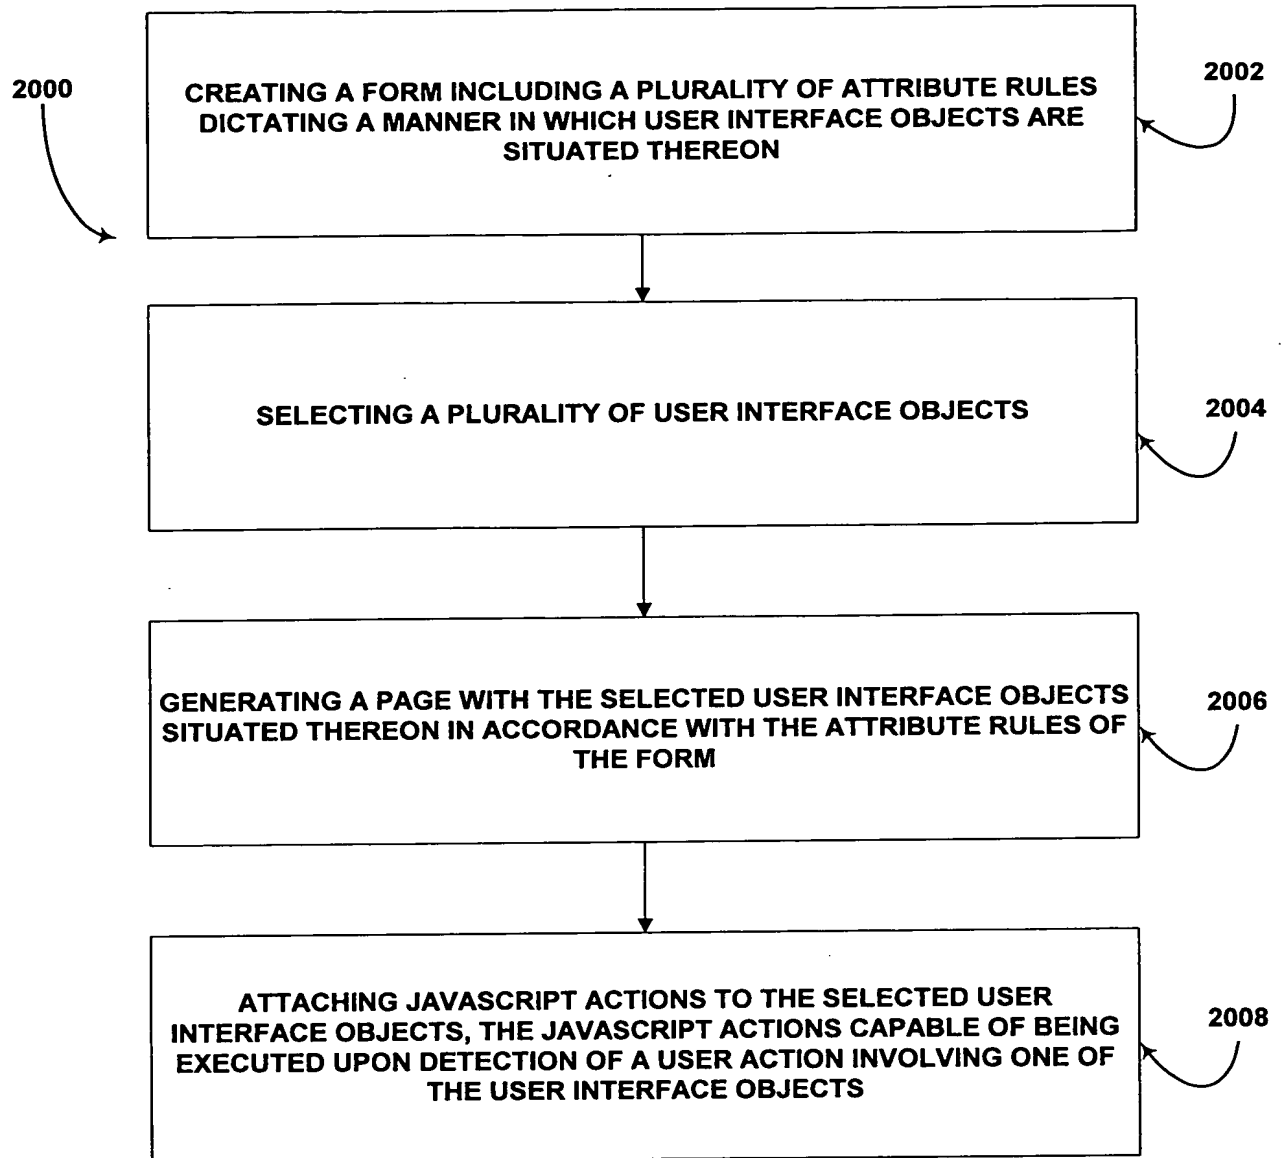 2000
2002
CREATING A FORM INCLUDING A PLURALITY OF ATTRIBUTE RULES
DICTATING A MANNER IN WHICH USER INTERFACE OBJECTS ARE
SITUATED THEREON
SELECTING A PLURALITY OF USER INTERFACE OBJECTS
2004
GENERATING A PAGE WITH THE SELECTED USER INTERFACE OBJECTS
SITUATED THEREON IN ACCORDANCE WITH THE ATTRIBUTE RULES OF
THE FORM
2006
ATTACHING JAVASCRIPT ACTIONS TO THE SELECTED USER
INTERFACE OBJECTS, THE JAVASCRIPT ACTIONS CAPABLE OF BEING
EXECUTED UPON DETECTION OF A USER ACTION INVOLVING ONE OF
THE USER INTERFACE OBJECTS
2008